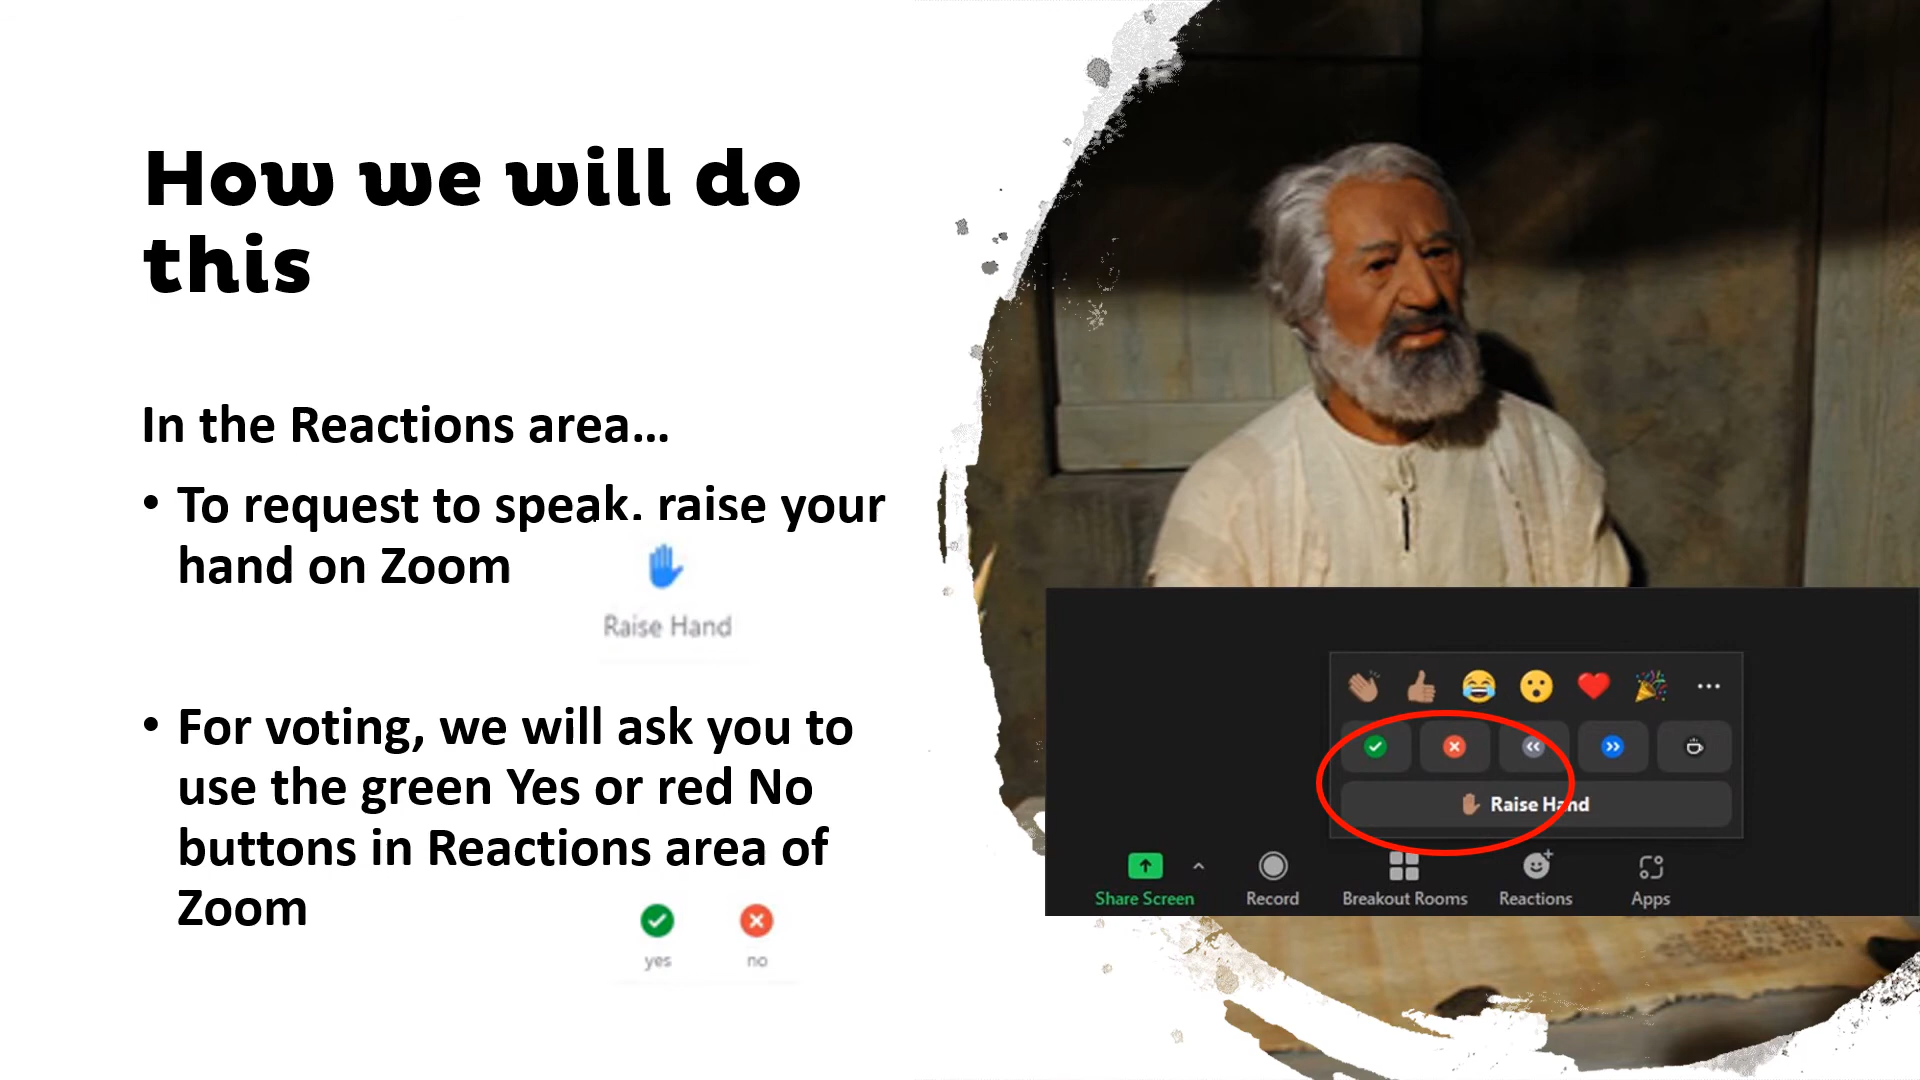 How we will do
this
In the Reactions area...
• To request to speak, raise your
hand on Zoom
Raise Hand
• For voting, we will ask you to
use the green Yes or red No
buttons in Reactions area of
Zoom
yes no
Raise Hand
Share Screen Record Breakout Rooms Reactions Apps